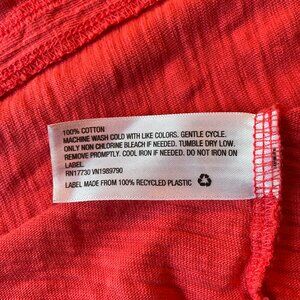 100% COTTON
MACHINE WASH COLD WITH LIKE COLORS. GENTLE CYCLE.
ONLY NON CHLORINE BLEACH IF NEEDED. TUMBLE DRY LOW.
REMOVE PROMPTLY. COOL IRON IF NEEDED. DO NOT IRON ON
LABEL.
RN17730 VN1989790
LABEL MADE FROM 100% RECYCLED PLASTIC